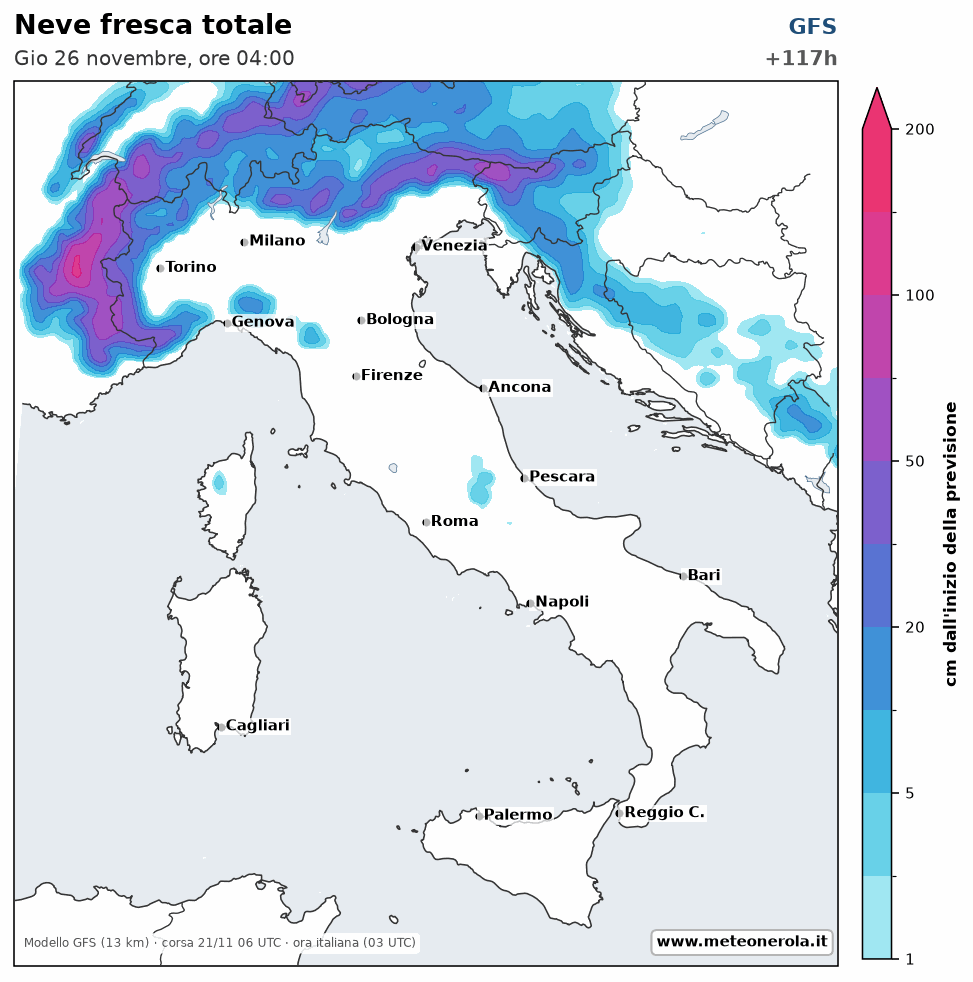 Neve fresca totale
GFS
Gio 26 novembre, ore 04:00
+117h
Milano
Venezia
Torino
Genova
Bologna
Firenze
Ancona
Pescara
Roma
Bari
Napoli
Cagliari
Palermo
Reggio C.
200
100
50
20
5
1
cm dall'inizio della previsione
Modello GFS (13 km) · corsa 21/11 06 UTC · ora italiana (03 UTC)
www.meteonerola.it